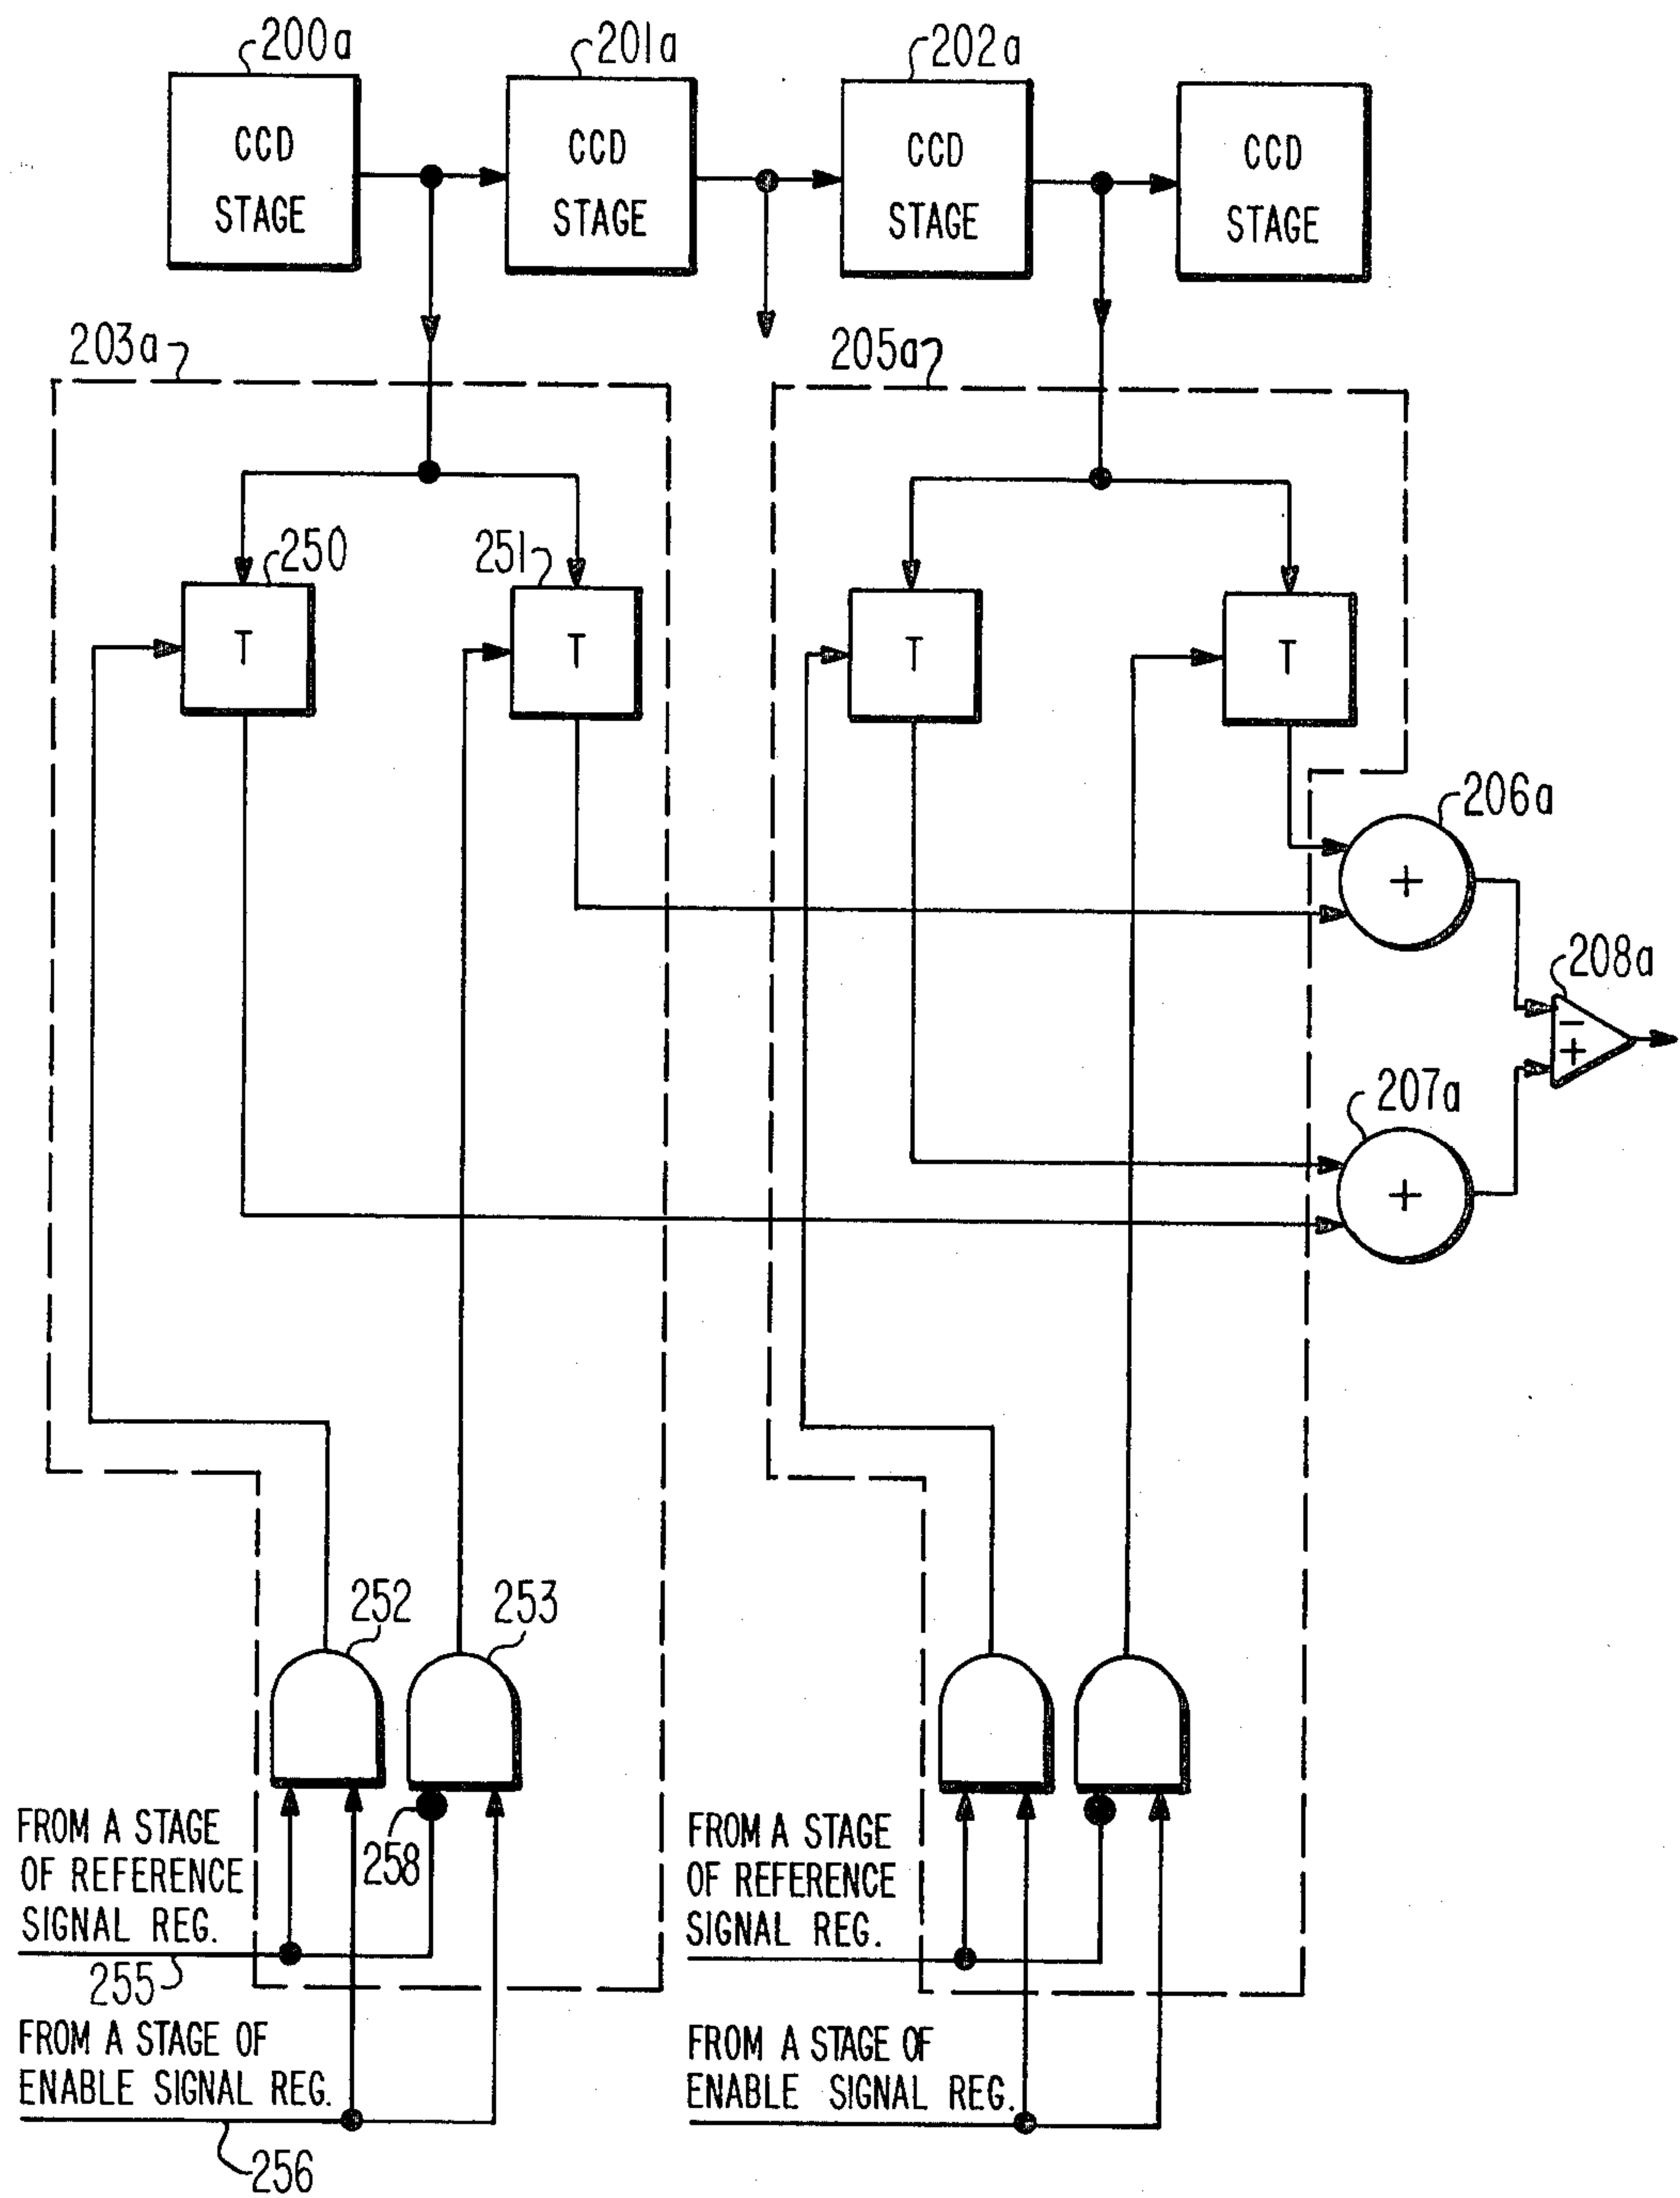 200a
201a
202a
CCD
STAGE
CCD
STAGE
CCD
STAGE
CCD
STAGE
203a
205a
250
251
T
T
T
T
206a
+
208a
−
+
207a
+
252
253
258
FROM A STAGE
OF REFERENCE
SIGNAL REG.
255
FROM A STAGE
OF REFERENCE
SIGNAL REG.
FROM A STAGE OF
ENABLE SIGNAL REG.
256
FROM A STAGE OF
ENABLE SIGNAL REG.